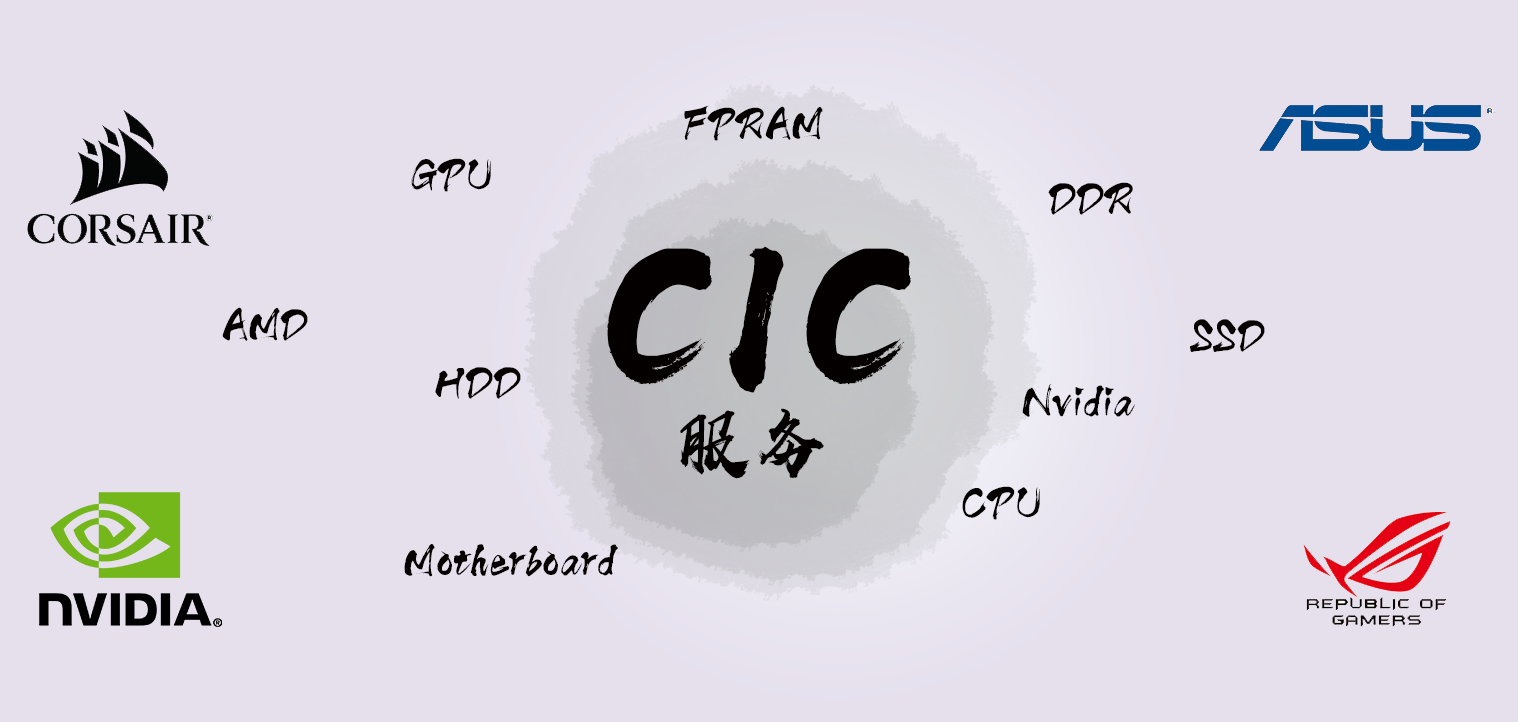 FPRAM
ASUS
GPU
DDR
CORSAIR
CIC
AMD
SSD
HDD
Nvidia
服务
CPU
Motherboard
NVIDIA
REPUBLIC OF
GAMERS